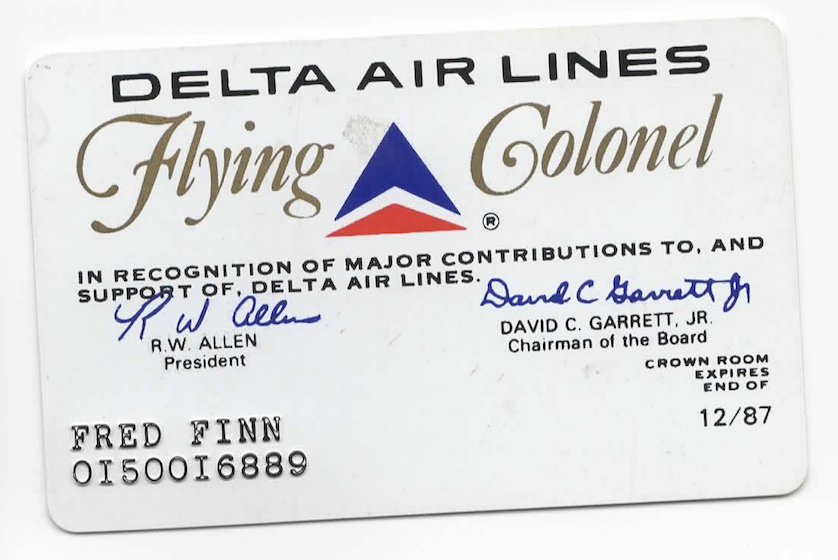 DELTA AIR LINES
Flying Colonel
®
IN RECOGNITION OF MAJOR CONTRIBUTIONS TO, AND
SUPPORT OF, DELTA AIR LINES.
R W Allen
David C Garrett Jr
R.W. ALLEN
President
DAVID C. GARRETT, JR.
Chairman of the Board
CROWN ROOM
EXPIRES
END OF
12/87
FRED FINN
0150016889